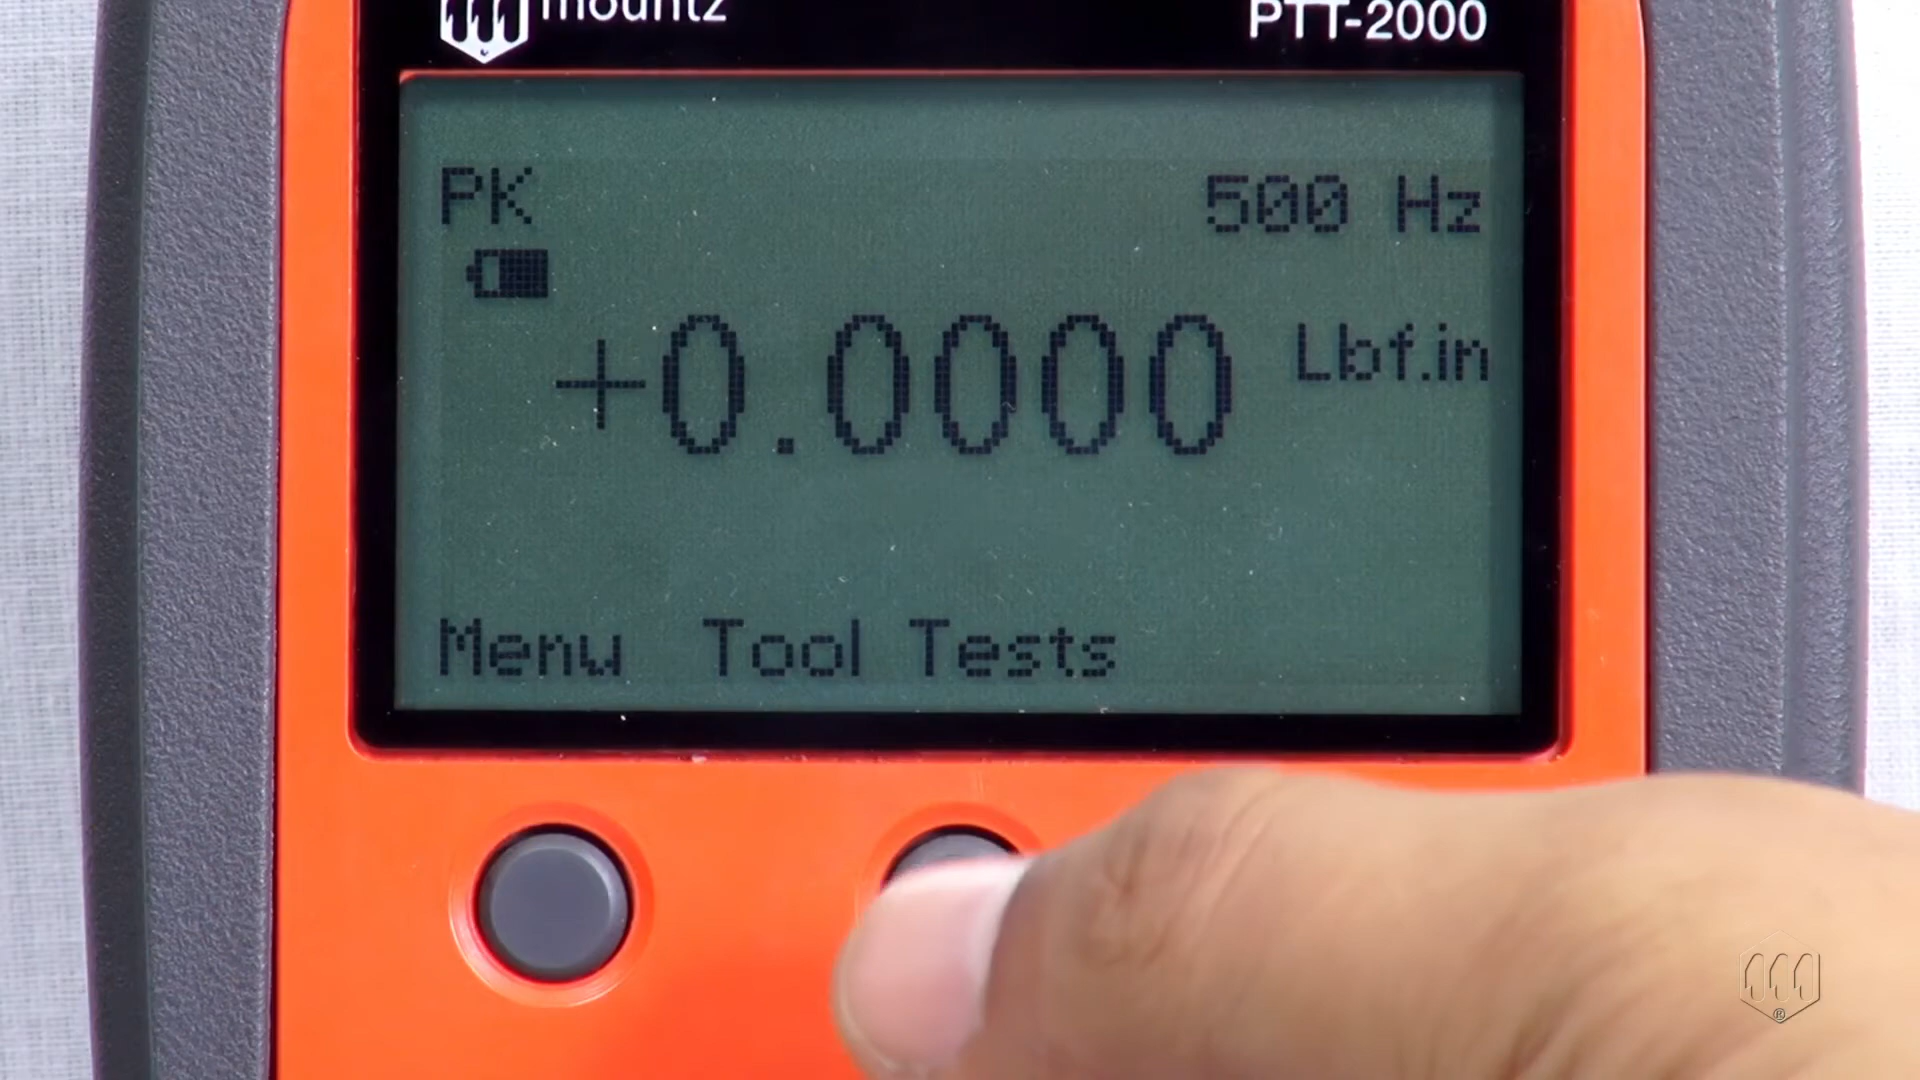 mountz
PTT-2000
PK
500 Hz
+0.0000 Lbf.in
Menu Tool Tests
®